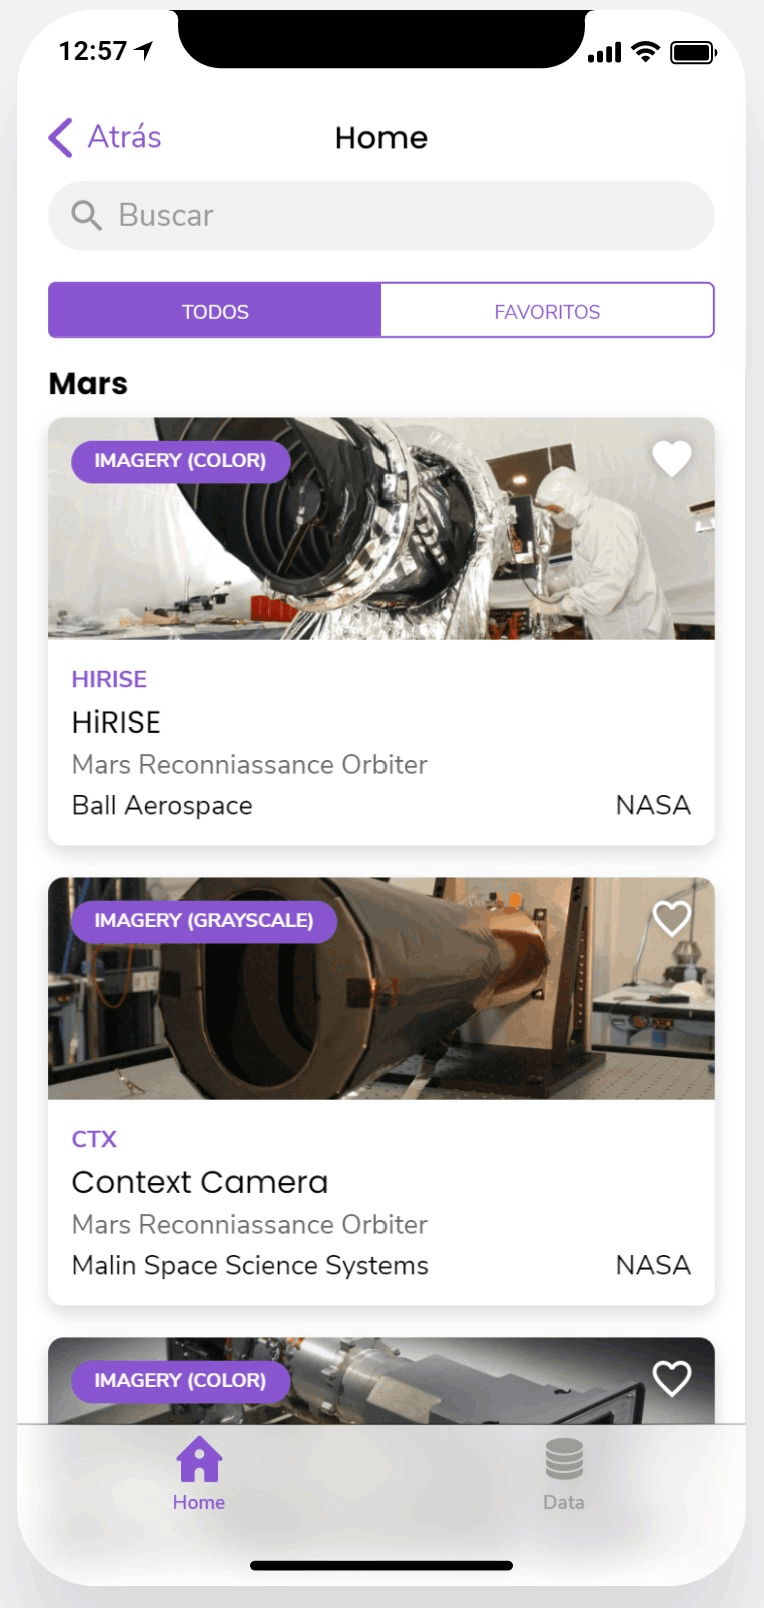 12:57
Atrás
Home
Buscar
TODOS
FAVORITOS
Mars
IMAGERY (COLOR)
HIRISE
HiRISE
Mars Reconniassance Orbiter
Ball Aerospace
NASA
IMAGERY (GRAYSCALE)
CTX
Context Camera
Mars Reconniassance Orbiter
Malin Space Science Systems
NASA
IMAGERY (COLOR)
Home
Data